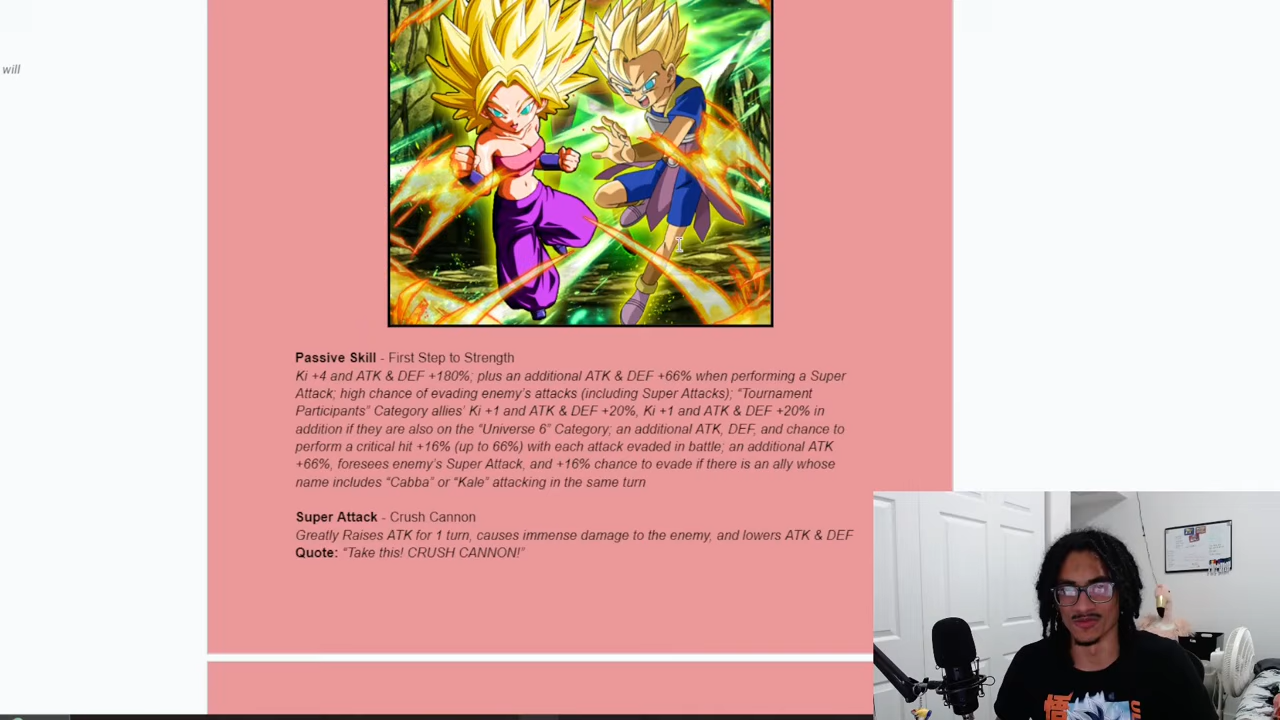 will
Passive Skill - First Step to Strength
Ki +4 and ATK & DEF +180%; plus an additional ATK & DEF +66% when performing a Super
Attack; high chance of evading enemy's attacks (including Super Attacks); "Tournament
Participants" Category allies' Ki +1 and ATK & DEF +20%, Ki +1 and ATK & DEF +20% in
addition if they are also on the "Universe 6" Category; an additional ATK, DEF, and chance to
perform a critical hit +16% (up to 66%) with each attack evaded in battle; an additional ATK
+66%, foresees enemy's Super Attack, and +16% chance to evade if there is an ally whose
name includes "Cabba" or "Kale" attacking in the same turn
Super Attack - Crush Cannon
Greatly Raises ATK for 1 turn, causes immense damage to the enemy, and lowers ATK & DEF
Quote: "Take this! CRUSH CANNON!"